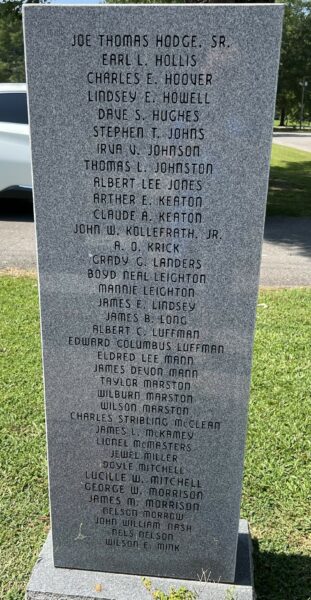 JOE THOMAS HODGE, SR.
EARL L. HOLLIS
CHARLES E. HOOVER
LINDSEY E. HOWELL
DAVE S. HUGHES
STEPHEN T. JOHNS
IRVA V. JOHNSON
THOMAS L. JOHNSTON
ALBERT LEE JONES
ARTHER E. KEATON
CLAUDE A. KEATON
JOHN W. KOLLEFRATH, JR.
A. O. KRICK
GRADY G. LANDERS
BOYD NEAL LEIGHTON
MANNIE LEIGHTON
JAMES E. LINDSEY
JAMES B. LONG
ALBERT C. LUFFMAN
EDWARD COLUMBUS LUFFMAN
ELDRED LEE MANN
JAMES DEVON MANN
TAYLOR MARSTON
WILBURN MARSTON
WILSON MARSTON
CHARLES STRIBLING McCLEAN
JAMES L. McKAMEY
LIONEL McMASTERS
JEWEL MILLER
DOYLE MITCHELL
LUCILLE W. MITCHELL
GEORGE W. MORRISON
JAMES M. MORRISON
NELSON MORROW
JOHN WILLIAM NASH
NELS NELSON
WILSON E. MINK